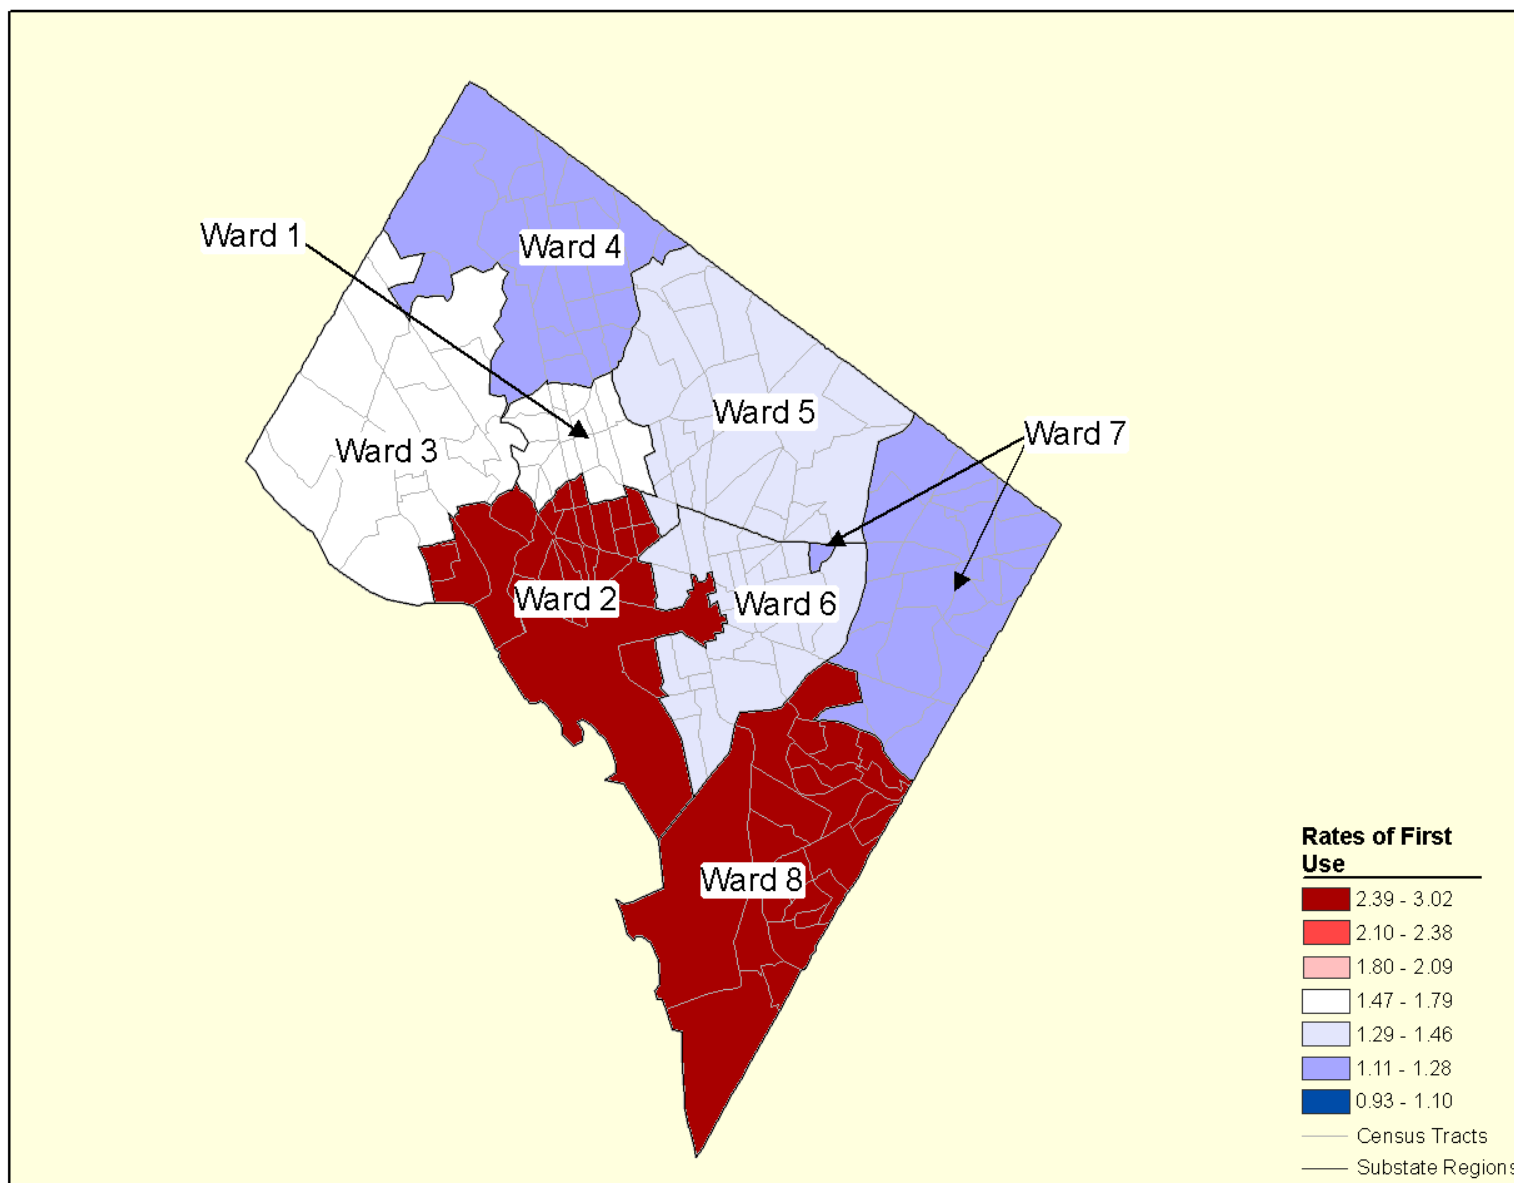 Ward 1
Ward 4
Ward 5
Ward 7
Ward 3
Ward 2
Ward 6
Ward 8
Rates of First
Use
2.39 - 3.02
2.10 - 2.38
1.80 - 2.09
1.47 - 1.79
1.29 - 1.46
1.11 - 1.28
0.93 - 1.10
Census Tracts
Substate Regions